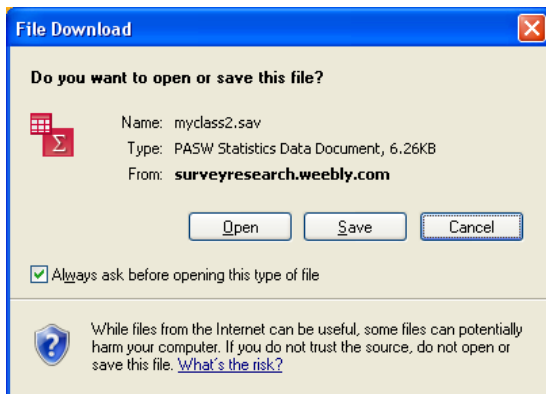 File Download
Do you want to open or save this file?
Name: myclass2.sav
Type: PASW Statistics Data Document, 6.26KB
From: surveyresearch.weebly.com
Open Save Cancel
Always ask before opening this type of file
While files from the Internet can be useful, some files can potentially
harm your computer. If you do not trust the source, do not open or
save this file. What's the risk?